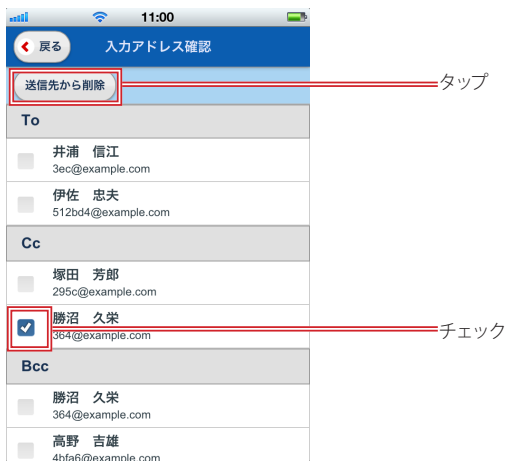 11:00
戻る
入力アドレス確認
送信先から削除
タップ
To
井浦　信江
3ec@example.com
伊佐　忠夫
512bd4@example.com
Cc
塚田　芳郎
295c@example.com
勝沼　久栄
364@example.com
チェック
Bcc
勝沼　久栄
364@example.com
高野　吉雄
4bfa6@example.com